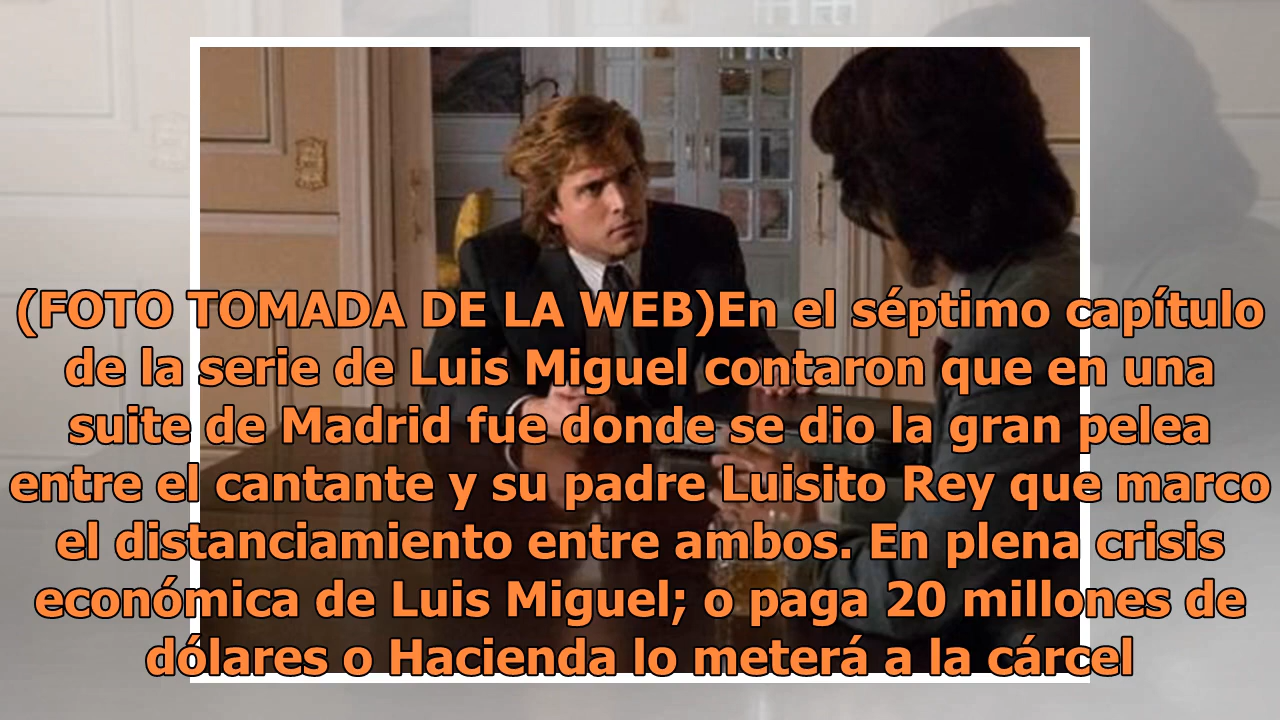 (FOTO TOMADA DE LA WEB)En el séptimo capítulo
de la serie de Luis Miguel contaron que en una
suite de Madrid fue donde se dio la gran pelea
entre el cantante y su padre Luisito Rey que marco
el distanciamiento entre ambos. En plena crisis
económica de Luis Miguel; o paga 20 millones de
dólares o Hacienda lo meterá a la cárcel